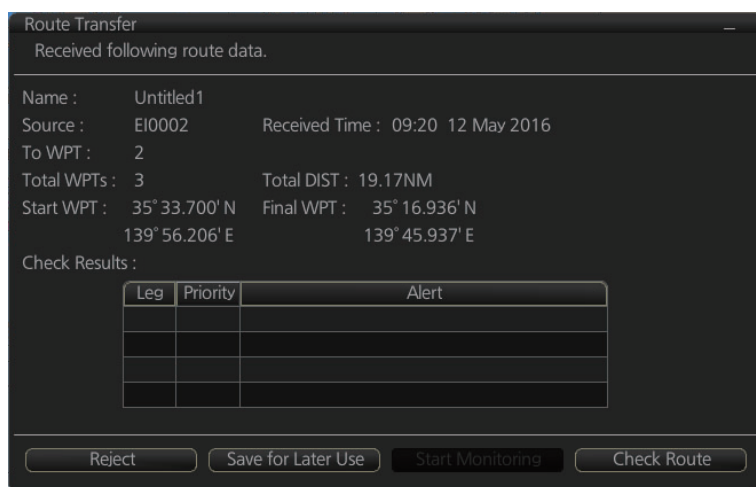 Route Transfer
Received following route data.
Name : Untitled1
Source : EI0002 Received Time : 09:20 12 May 2016
To WPT : 2
Total WPTs : 3 Total DIST : 19.17NM
Start WPT : 35°33.700' N Final WPT : 35°16.936' N
139°56.206' E 139°45.937' E
Check Results :
Leg Priority Alert
Reject Save for Later Use Start Monitoring Check Route